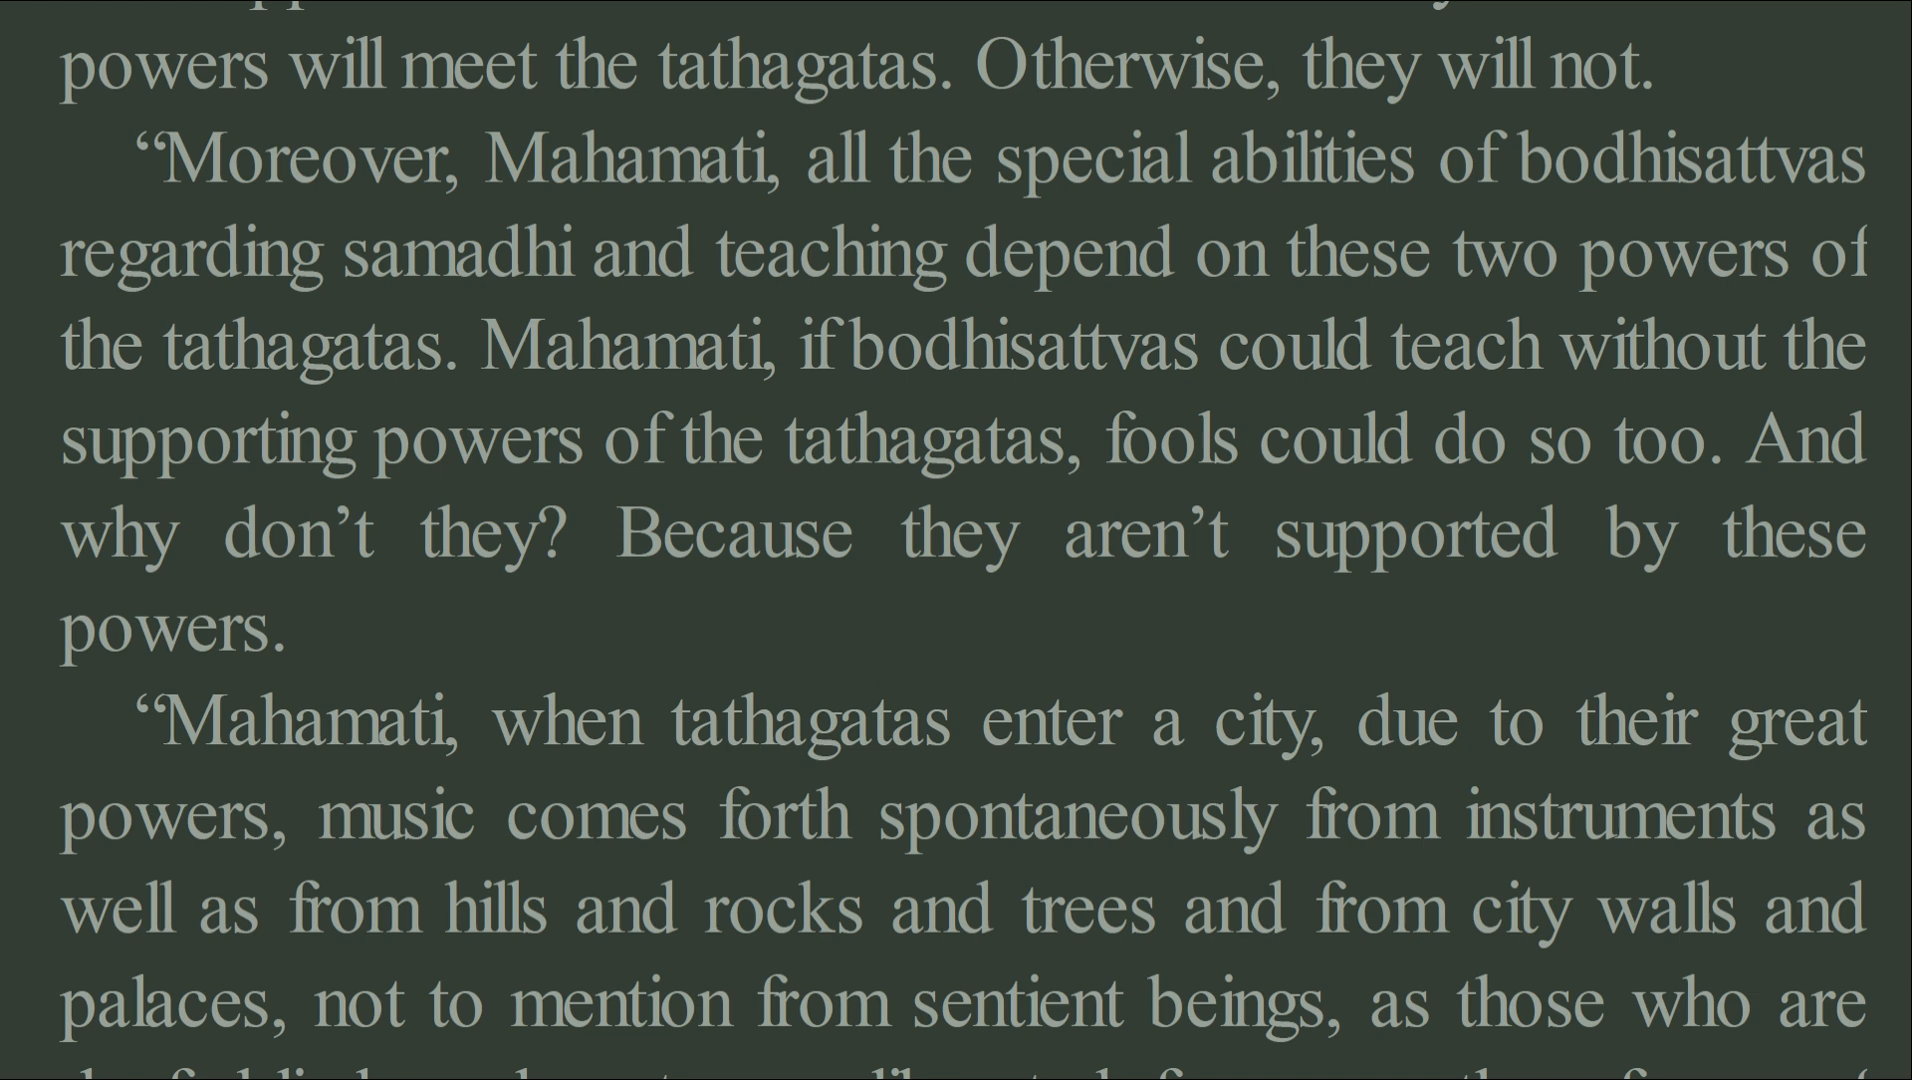 powers will meet the tathagatas. Otherwise, they will not.
“Moreover, Mahamati, all the special abilities of bodhisattvas
regarding samadhi and teaching depend on these two powers of
the tathagatas. Mahamati, if bodhisattvas could teach without the
supporting powers of the tathagatas, fools could do so too. And
why don’t they? Because they aren’t supported by these
powers.
“Mahamati, when tathagatas enter a city, due to their great
powers, music comes forth spontaneously from instruments as
well as from hills and rocks and trees and from city walls and
palaces, not to mention from sentient beings, as those who are